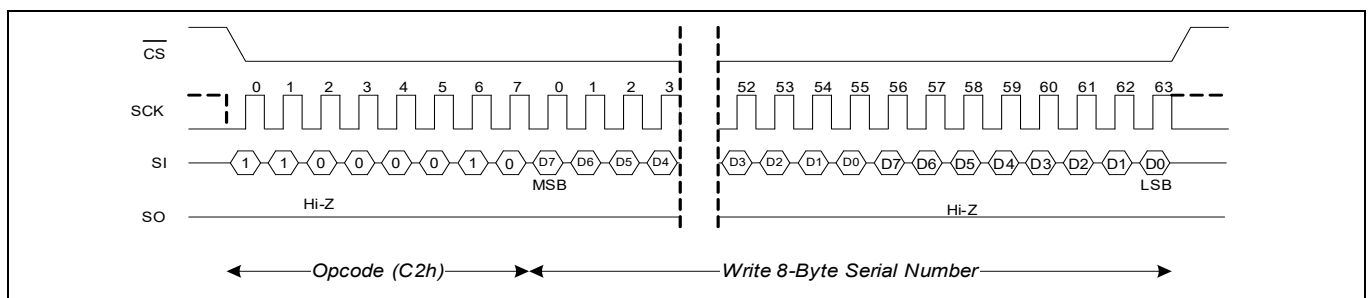 CS
0 1 2 3 4 5 6 7 0 1 2 3 52 53 54 55 56 57 58 59 60 61 62 63
SCK
SI 1 1 0 0 0 0 1 0 D7 D6 D5 D4 D3 D2 D1 D0 D7 D6 D5 D4 D3 D2 D1 D0
MSB LSB
Hi-Z Hi-Z
SO
Opcode (C2h) Write 8-Byte Serial Number